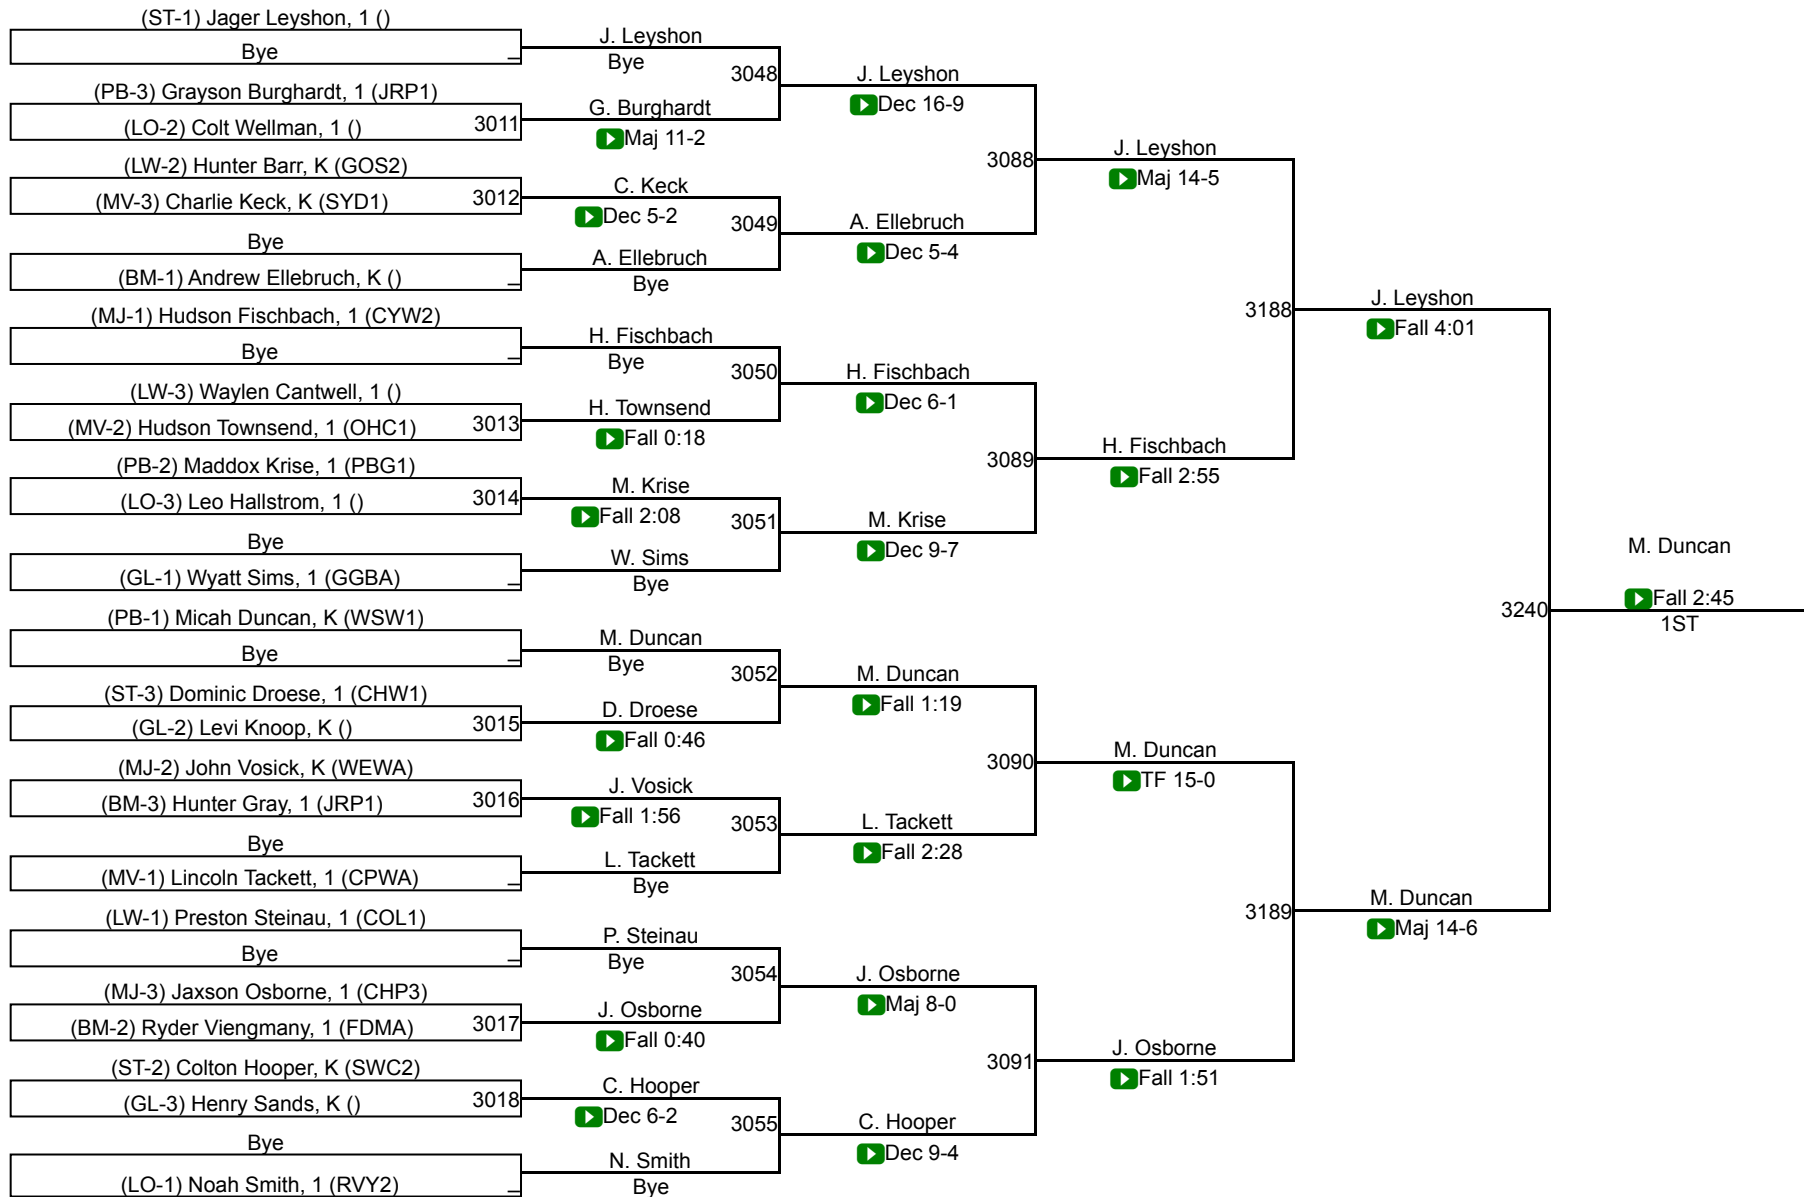 (ST-1) Jager Leyshon, 1 ()
Bye
(PB-3) Grayson Burghardt, 1 (JRP1)
(LO-2) Colt Wellman, 1 ()
3011
(LW-2) Hunter Barr, K (GOS2)
(MV-3) Charlie Keck, K (SYD1)
3012
Bye
(BM-1) Andrew Ellebruch, K ()
(MJ-1) Hudson Fischbach, 1 (CYW2)
Bye
(LW-3) Waylen Cantwell, 1 ()
(MV-2) Hudson Townsend, 1 (OHC1)
3013
(PB-2) Maddox Krise, 1 (PBG1)
(LO-3) Leo Hallstrom, 1 ()
3014
Bye
(GL-1) Wyatt Sims, 1 (GGBA)
(PB-1) Micah Duncan, K (WSW1)
Bye
(ST-3) Dominic Droese, 1 (CHW1)
(GL-2) Levi Knoop, K ()
3015
(MJ-2) John Vosick, K (WEWA)
(BM-3) Hunter Gray, 1 (JRP1)
3016
Bye
(MV-1) Lincoln Tackett, 1 (CPWA)
(LW-1) Preston Steinau, 1 (COL1)
Bye
(MJ-3) Jaxson Osborne, 1 (CHP3)
(BM-2) Ryder Viengmany, 1 (FDMA)
3017
(ST-2) Colton Hooper, K (SWC2)
(GL-3) Henry Sands, K ()
3018
Bye
(LO-1) Noah Smith, 1 (RVY2)
J. Leyshon
Bye
3048
G. Burghardt
Maj 11-2
C. Keck
Dec 5-2
3049
A. Ellebruch
Bye
H. Fischbach
Bye
3050
H. Townsend
Fall 0:18
M. Krise
Fall 2:08
3051
W. Sims
Bye
M. Duncan
Bye
3052
D. Droese
Fall 0:46
J. Vosick
Fall 1:56
3053
L. Tackett
Bye
P. Steinau
Bye
3054
J. Osborne
Fall 0:40
C. Hooper
Dec 6-2
3055
N. Smith
Bye
J. Leyshon
Dec 16-9
3088
A. Ellebruch
Dec 5-4
H. Fischbach
Dec 6-1
3089
M. Krise
Dec 9-7
M. Duncan
Fall 1:19
3090
L. Tackett
Fall 2:28
J. Osborne
Maj 8-0
3091
C. Hooper
Dec 9-4
J. Leyshon
Maj 14-5
3188
H. Fischbach
Fall 2:55
M. Duncan
TF 15-0
3189
J. Osborne
Fall 1:51
J. Leyshon
Fall 4:01
3240
M. Duncan
Maj 14-6
M. Duncan
Fall 2:45
1ST